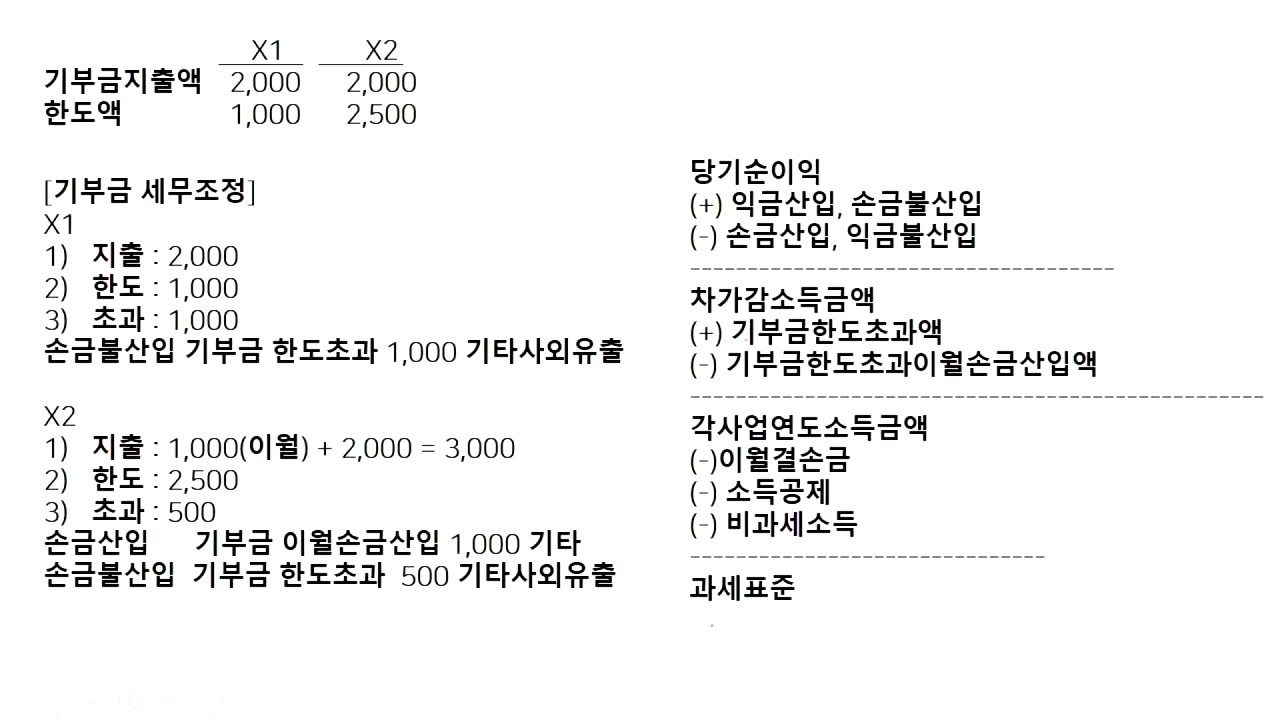 X1 X2
기부금지출액 2,000 2,000
한도액 1,000 2,500
[기부금 세무조정]
X1
1) 지출 : 2,000
2) 한도 : 1,000
3) 초과 : 1,000
손금불산입 기부금 한도초과 1,000 기타사외유출
X2
1) 지출 : 1,000(이월) + 2,000 = 3,000
2) 한도 : 2,500
3) 초과 : 500
손금산입 기부금 이월손금산입 1,000 기타
손금불산입 기부금 한도초과 500 기타사외유출
당기순이익
(+) 익금산입, 손금불산입
(-) 손금산입, 익금불산입
-------------------------------------
차가감소득금액
(+) 기부금한도초과액
(-) 기부금한도초과이월손금산입액
--------------------------------------------------
각사업연도소득금액
(-)이월결손금
(-) 소득공제
(-) 비과세소득
-------------------------------
과세표준